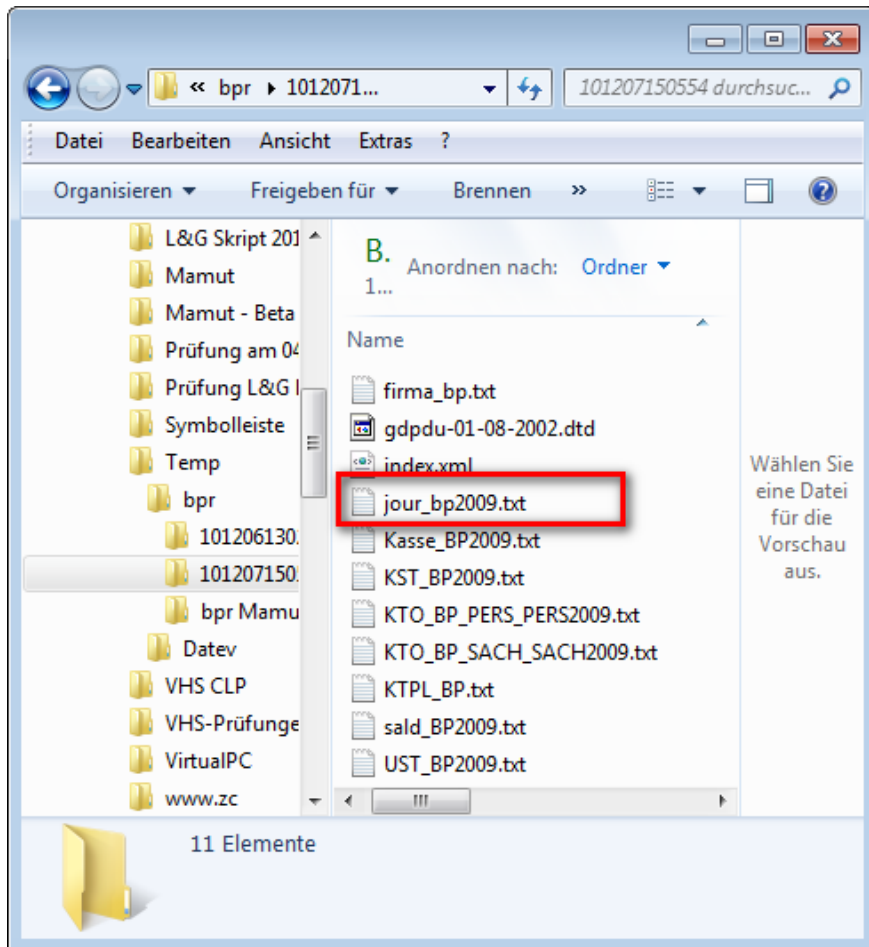 « bpr ▸ 1012071...
101207150554 durchsuc...
Datei Bearbeiten Ansicht Extras ?
Organisieren Freigeben für Brennen »
L&G Skript 201
Mamut
Mamut - Beta
Prüfung am 04
Prüfung L&G
Symbolleiste
Temp
bpr
101206130
101207150
bpr Mamu
Datev
VHS CLP
VHS-Prüfunge
VirtualPC
www.zc
B.
1...
Anordnen nach: Ordner
Name
firma_bp.txt
gdpdu-01-08-2002.dtd
index.xml
jour_bp2009.txt
Kasse_BP2009.txt
KST_BP2009.txt
KTO_BP_PERS_PERS2009.txt
KTO_BP_SACH_SACH2009.txt
KTPL_BP.txt
sald_BP2009.txt
UST_BP2009.txt
Wählen Sie
eine Datei
für die
Vorschau
aus.
11 Elemente